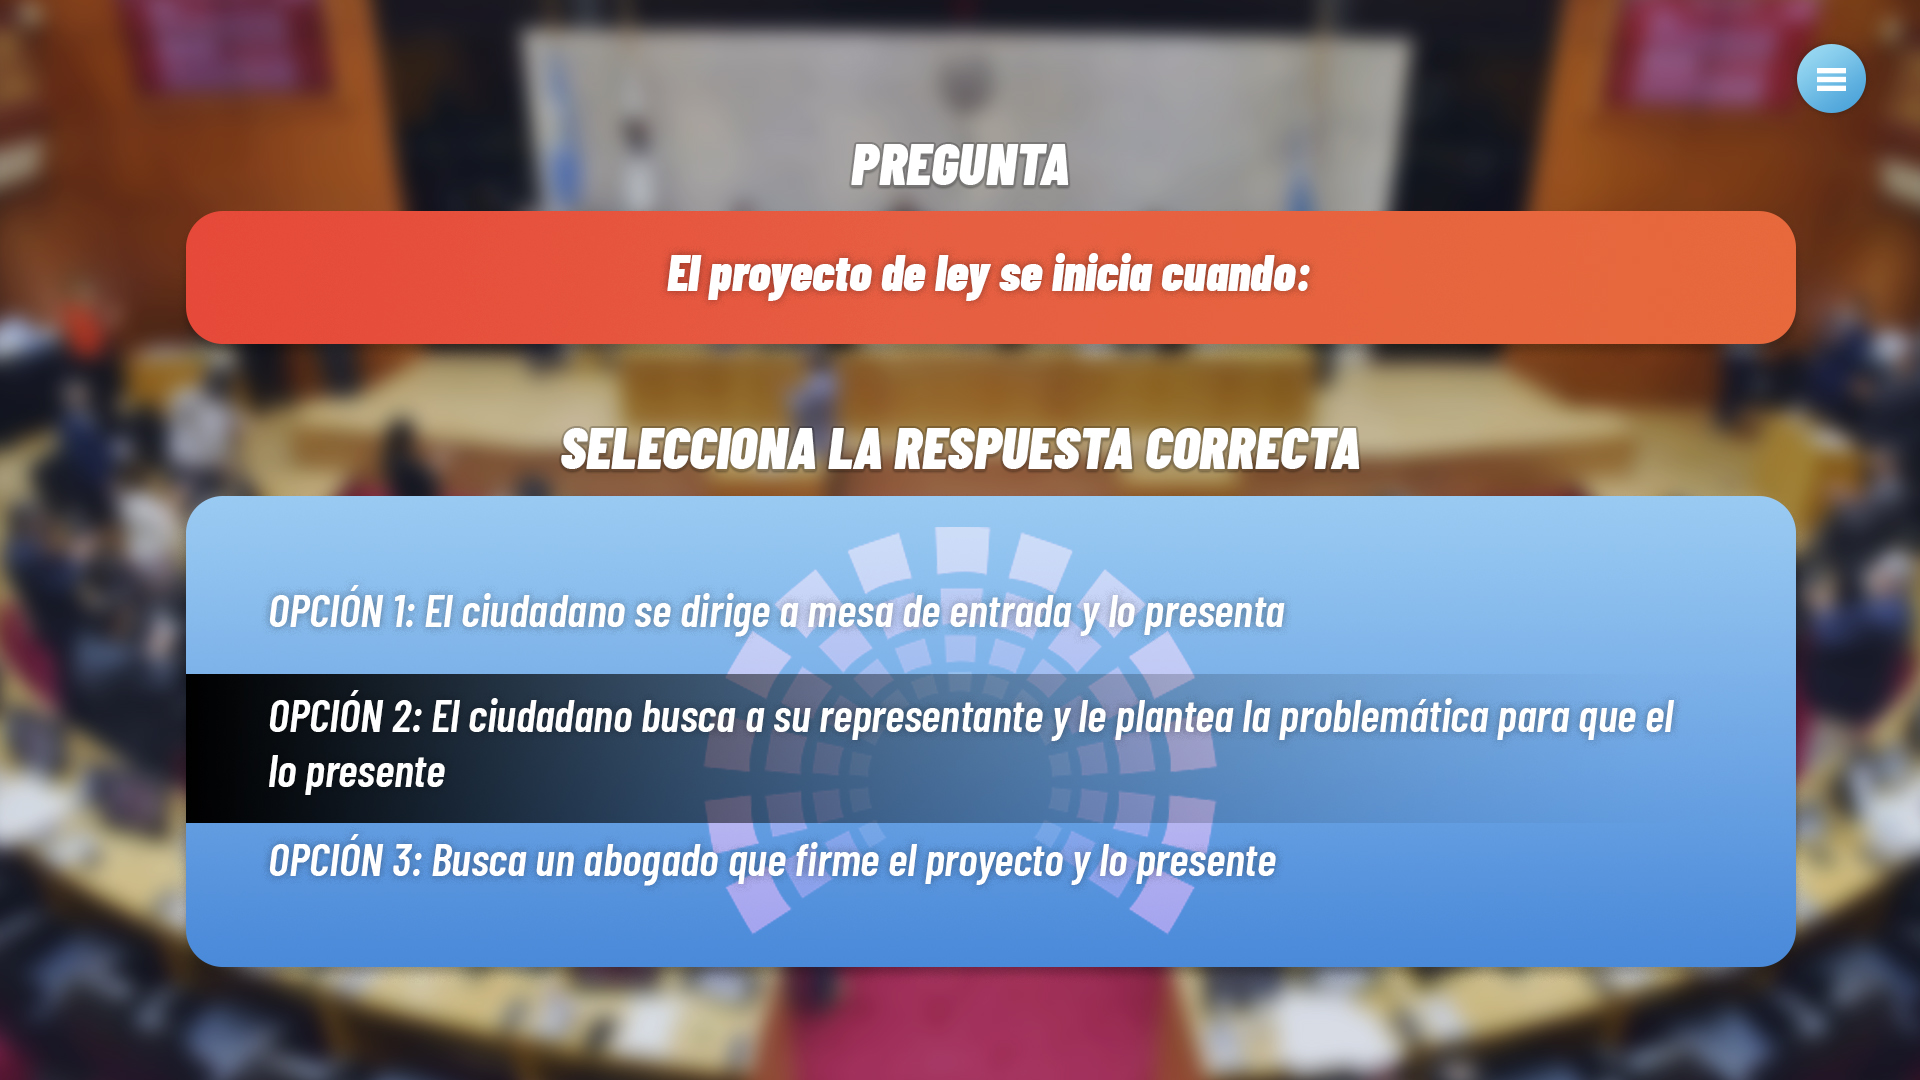 PREGUNTA
El proyecto de ley se inicia cuando:
SELECCIONA LA RESPUESTA CORRECTA
OPCIÓN 1: El ciudadano se dirige a mesa de entrada y lo presenta
OPCIÓN 2: El ciudadano busca a su representante y le plantea la problemática para que el
lo presente
OPCIÓN 3: Busca un abogado que firme el proyecto y lo presente